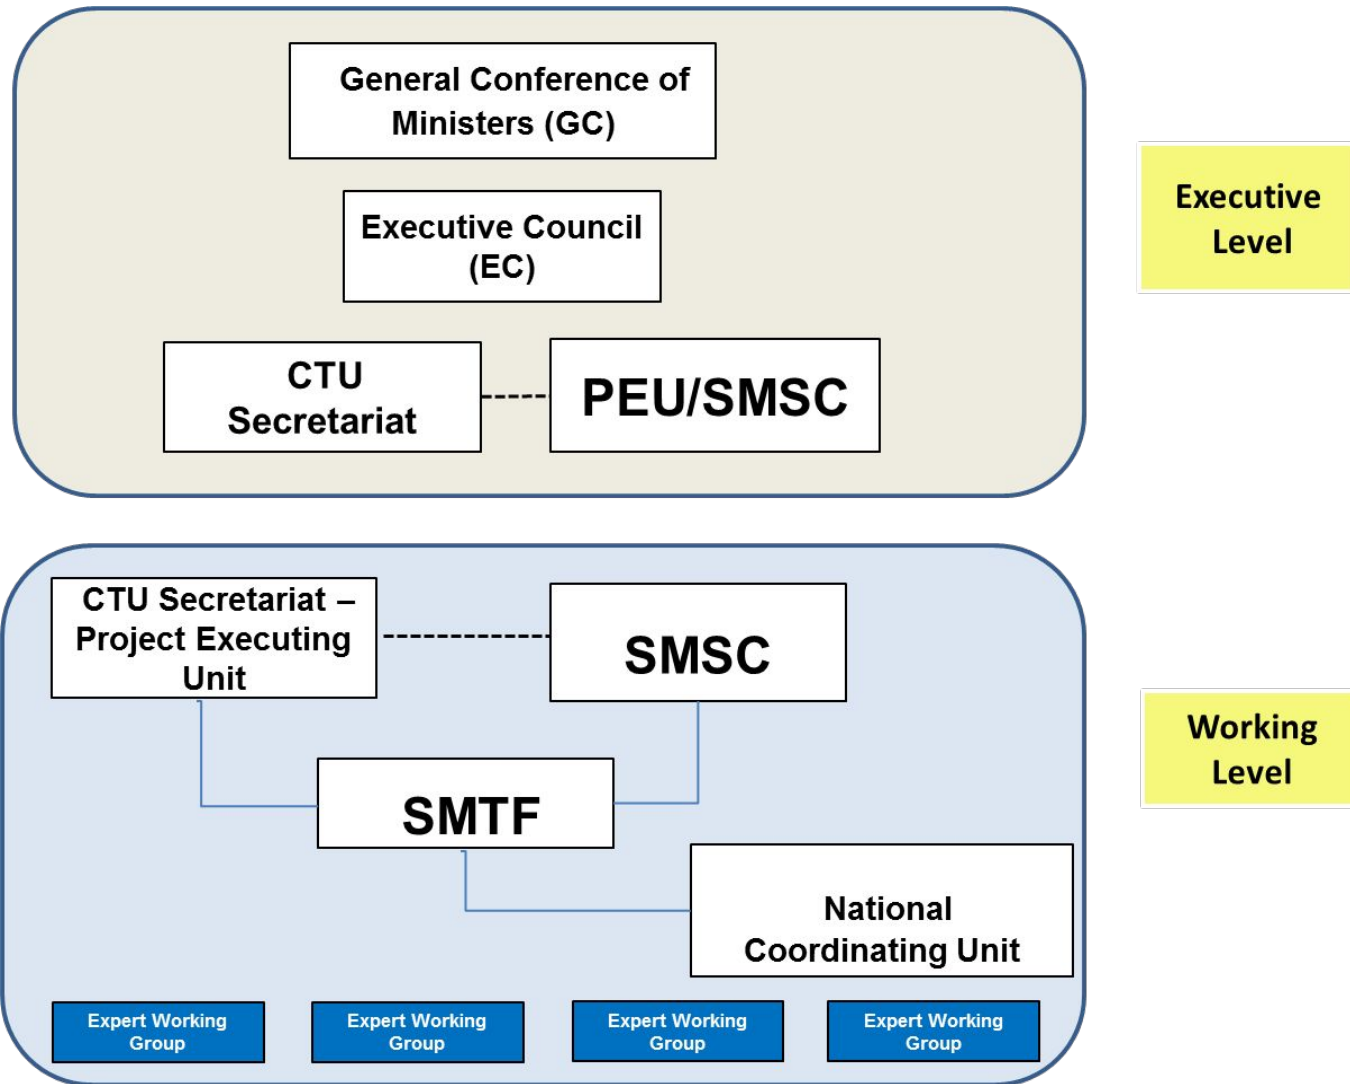 General Conference of
Ministers (GC)
Executive Council
(EC)
CTU
Secretariat
PEU/SMSC
Executive
Level
CTU Secretariat –
Project Executing
Unit
SMSC
SMTF
National
Coordinating Unit
Working
Level
Expert Working
Group
Expert Working
Group
Expert Working
Group
Expert Working
Group